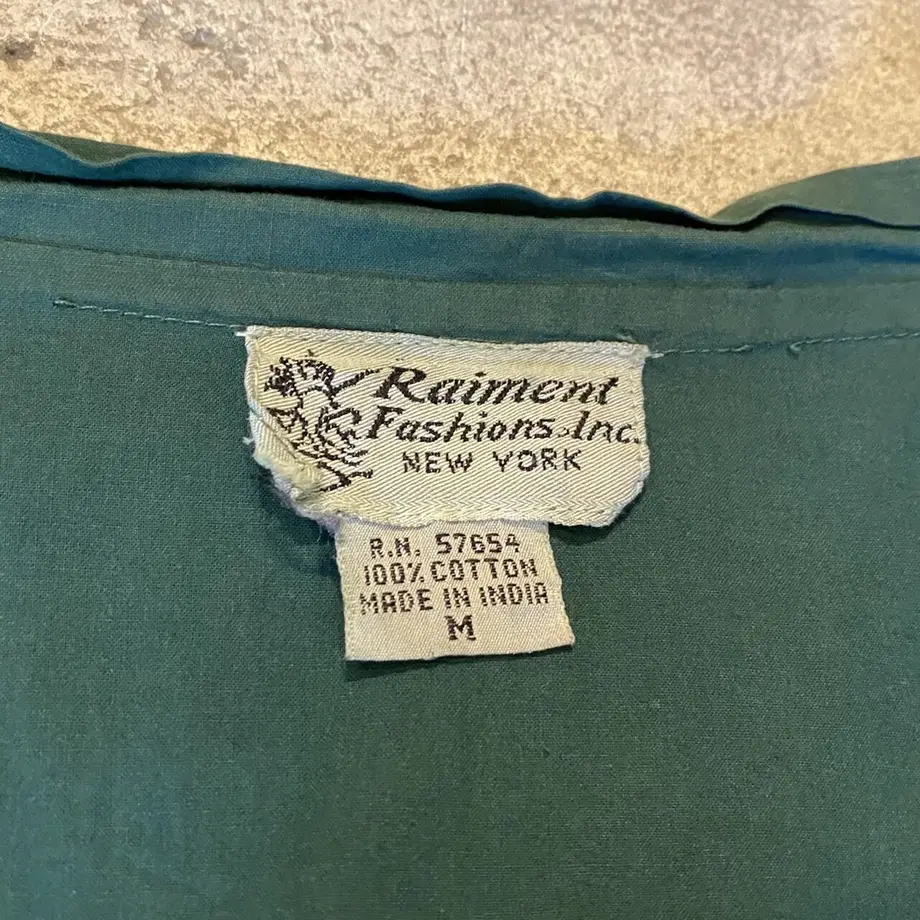 Raiment
Fashions, Inc.
NEW YORK
R.N. 57654
100% COTTON
MADE IN INDIA
M